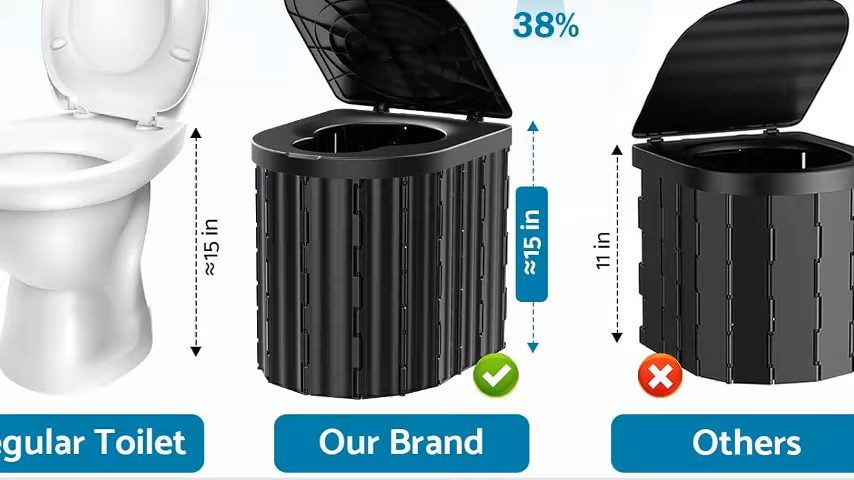 38%
≈15 in
≈15 in
11 in
egular Toilet
Our Brand
Others